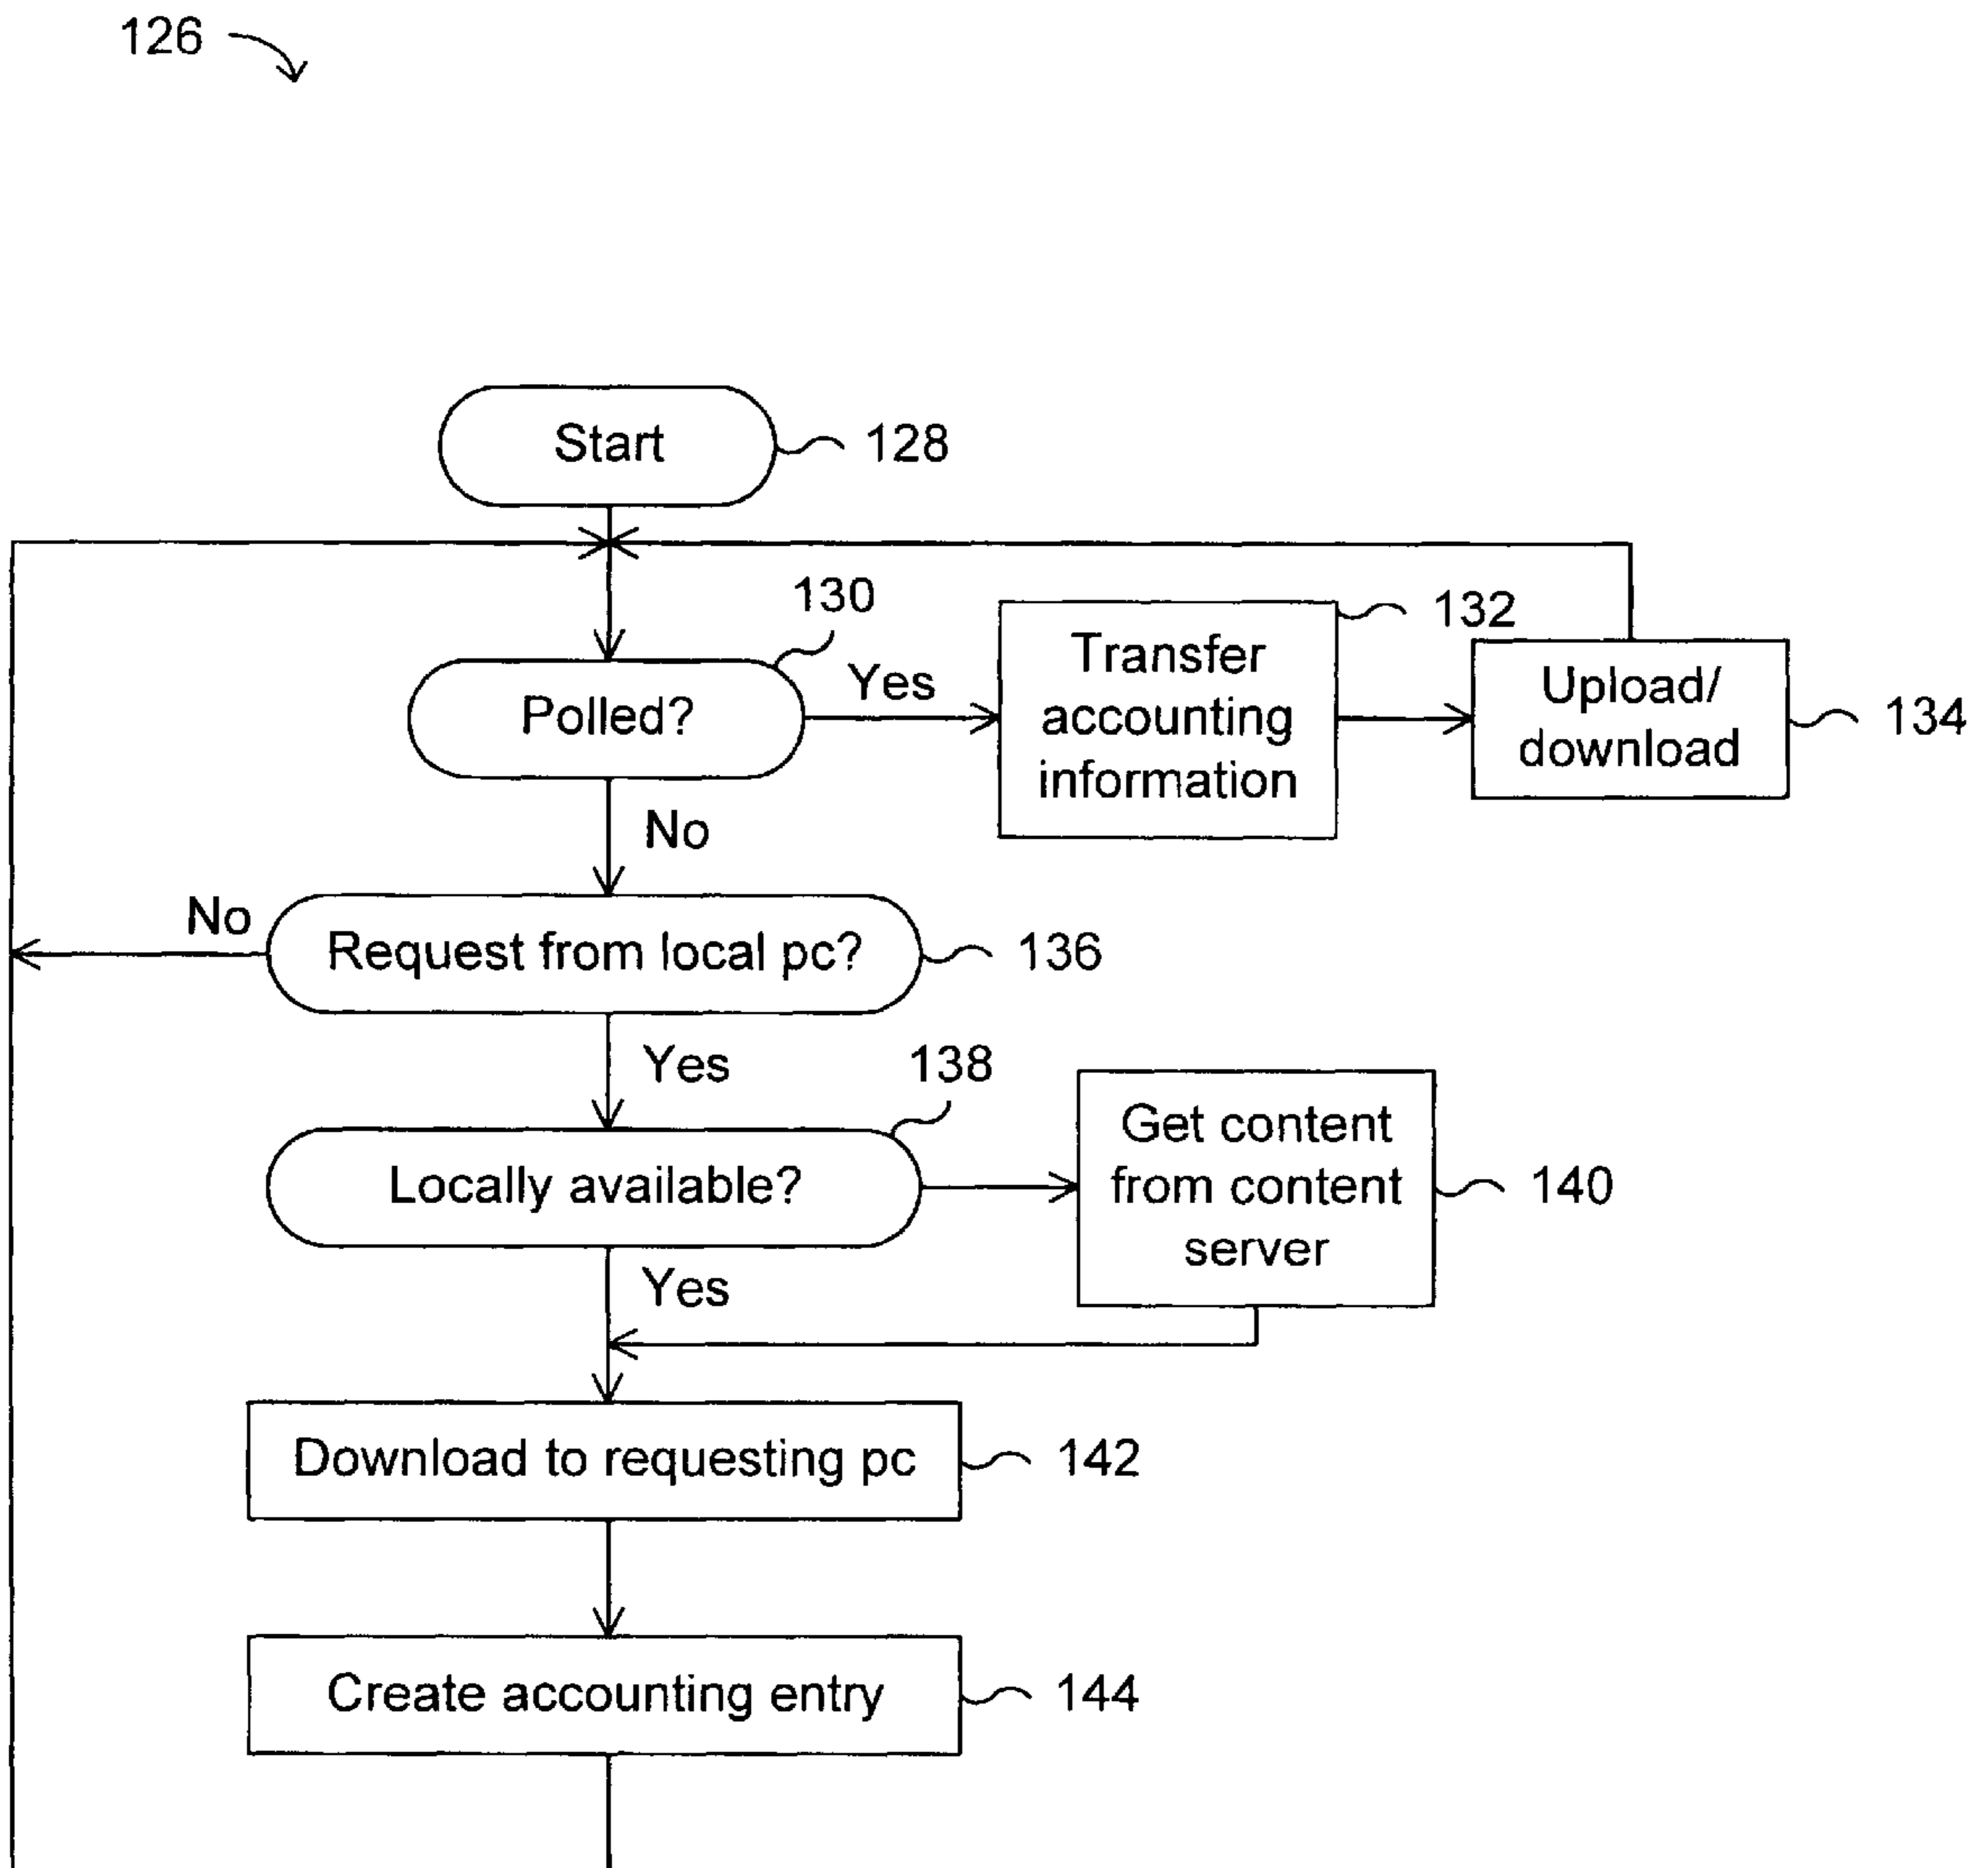 126
Start
128
130
Polled?
Yes
Transfer
accounting
information
132
Upload/
download
134
No
No
Request from local pc?
136
Yes
138
Locally available?
Get content
from content
server
140
Yes
Download to requesting pc
142
Create accounting entry
144